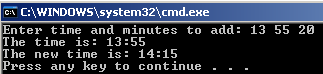 C:\WINDOWS\system32\cmd.exe
Enter time and minutes to add: 13 55 20
The time is: 13:55
The new time is: 14:15
Press any key to continue . . .